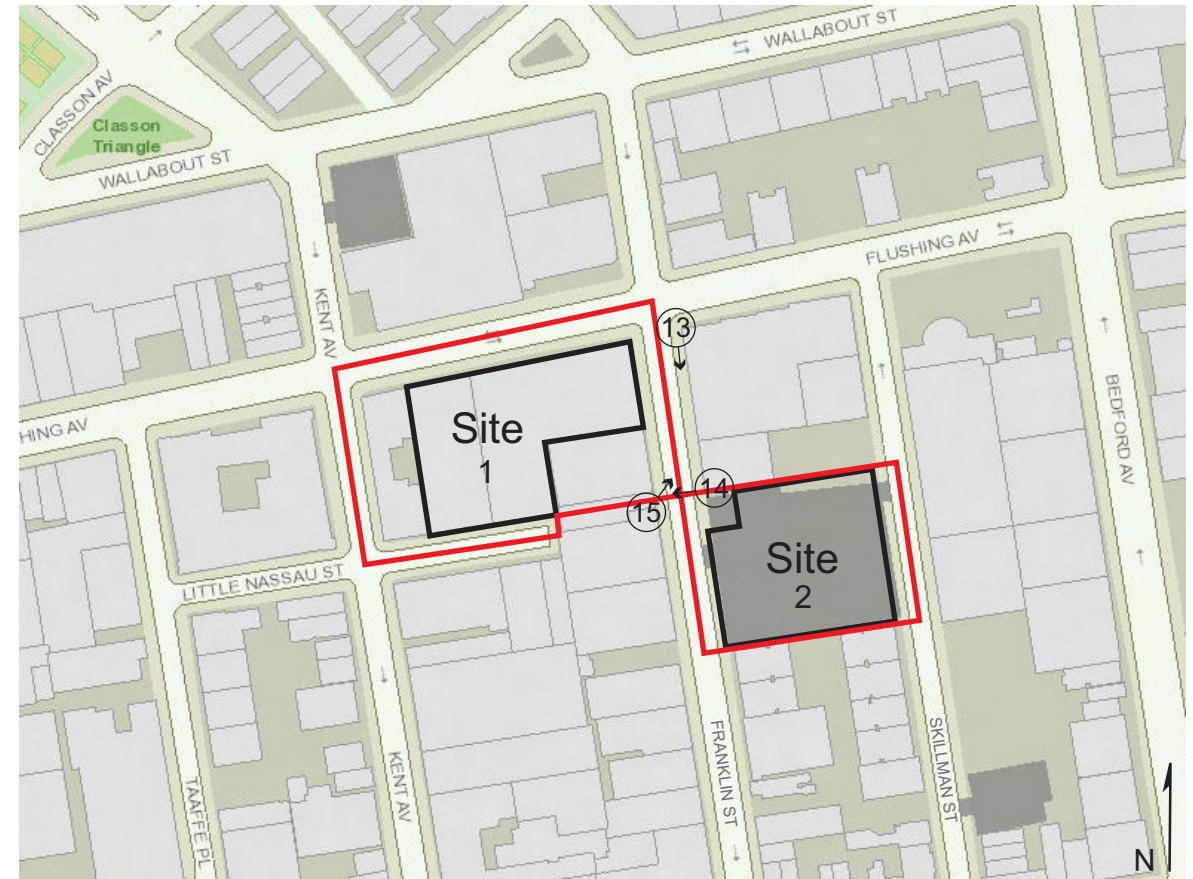 WALLABOUT ST
CLASSON AV
Classon
Triangle
WALLABOUT ST
FLUSHING AV
KENT AV
13
BEDFORD AV
Site
1
HING AV
14
15
Site
2
LITTLE NASSAU ST
FRANKLIN ST
SKILLMAN ST
KENT AV
TAAFFE PL
N